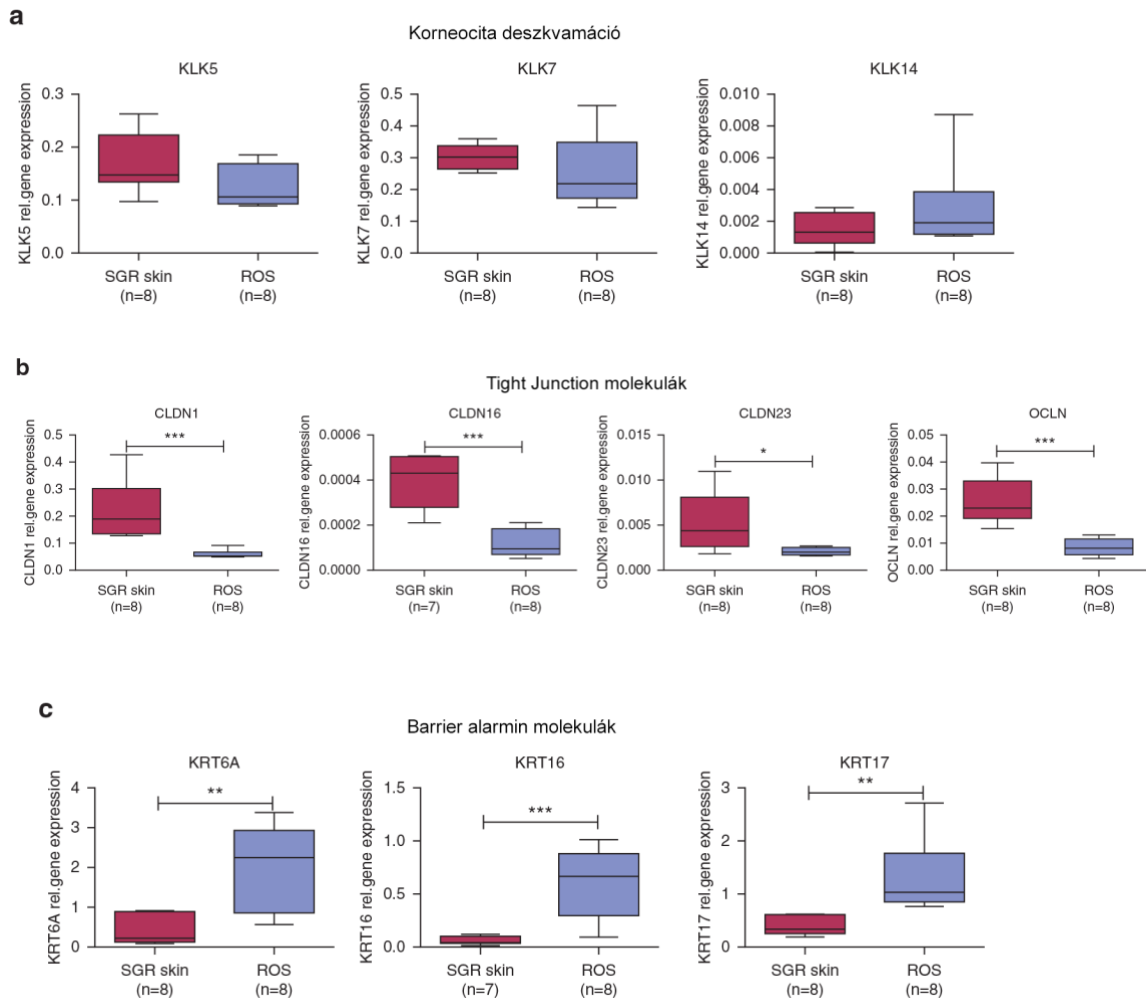 a
Korneocita deszkvamáció
KLK5
KLK5 rel.gene expression
0.3
0.2
0.1
0.0
SGR skin
(n=8)
ROS
(n=8)
KLK7
KLK7 rel.gene expression
0.5
0.4
0.3
0.2
0.1
0.0
SGR skin
(n=8)
ROS
(n=8)
KLK14
KLK14 rel.gene expression
0.010
0.008
0.006
0.004
0.002
0.000
SGR skin
(n=8)
ROS
(n=8)
b
Tight Junction molekulák
CLDN1
CLDN1 rel.gene expression
0.5
0.4
0.3
0.2
0.1
0.0
***
SGR skin
(n=8)
ROS
(n=8)
CLDN16
CLDN16 rel.gene expression
0.0006
0.0004
0.0002
0.0000
***
SGR skin
(n=7)
ROS
(n=8)
CLDN23
CLDN23 rel.gene expression
0.015
0.010
0.005
0.000
*
SGR skin
(n=8)
ROS
(n=8)
OCLN
OCLN rel.gene expression
0.05
0.04
0.03
0.02
0.01
0.00
***
SGR skin
(n=8)
ROS
(n=8)
c
Barrier alarmin molekulák
KRT6A
KRT6A rel.gene expression
4
3
2
1
0
**
SGR skin
(n=8)
ROS
(n=8)
KRT16
KRT16 rel.gene expression
1.5
1.0
0.5
0.0
***
SGR skin
(n=7)
ROS
(n=8)
KRT17
KRT17 rel.gene expression
3
2
1
0
**
SGR skin
(n=8)
ROS
(n=8)